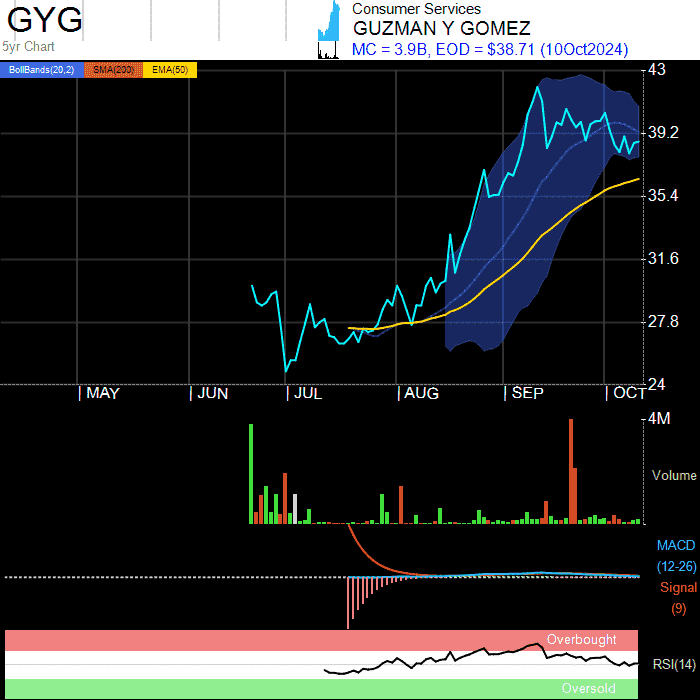 GYG
5yr Chart
Consumer Services
GUZMAN Y GOMEZ
MC = 3.9B, EOD = $38.71 (10Oct2024)
BollBands(20,2) SMA(200) EMA(50)
43
39.2
35.4
31.6
27.8
24
| MAY | JUN | JUL | AUG | SEP | OCT
4M
Volume
MACD
(12-26)
Signal
(9)
Overbought
RSI(14)
Oversold